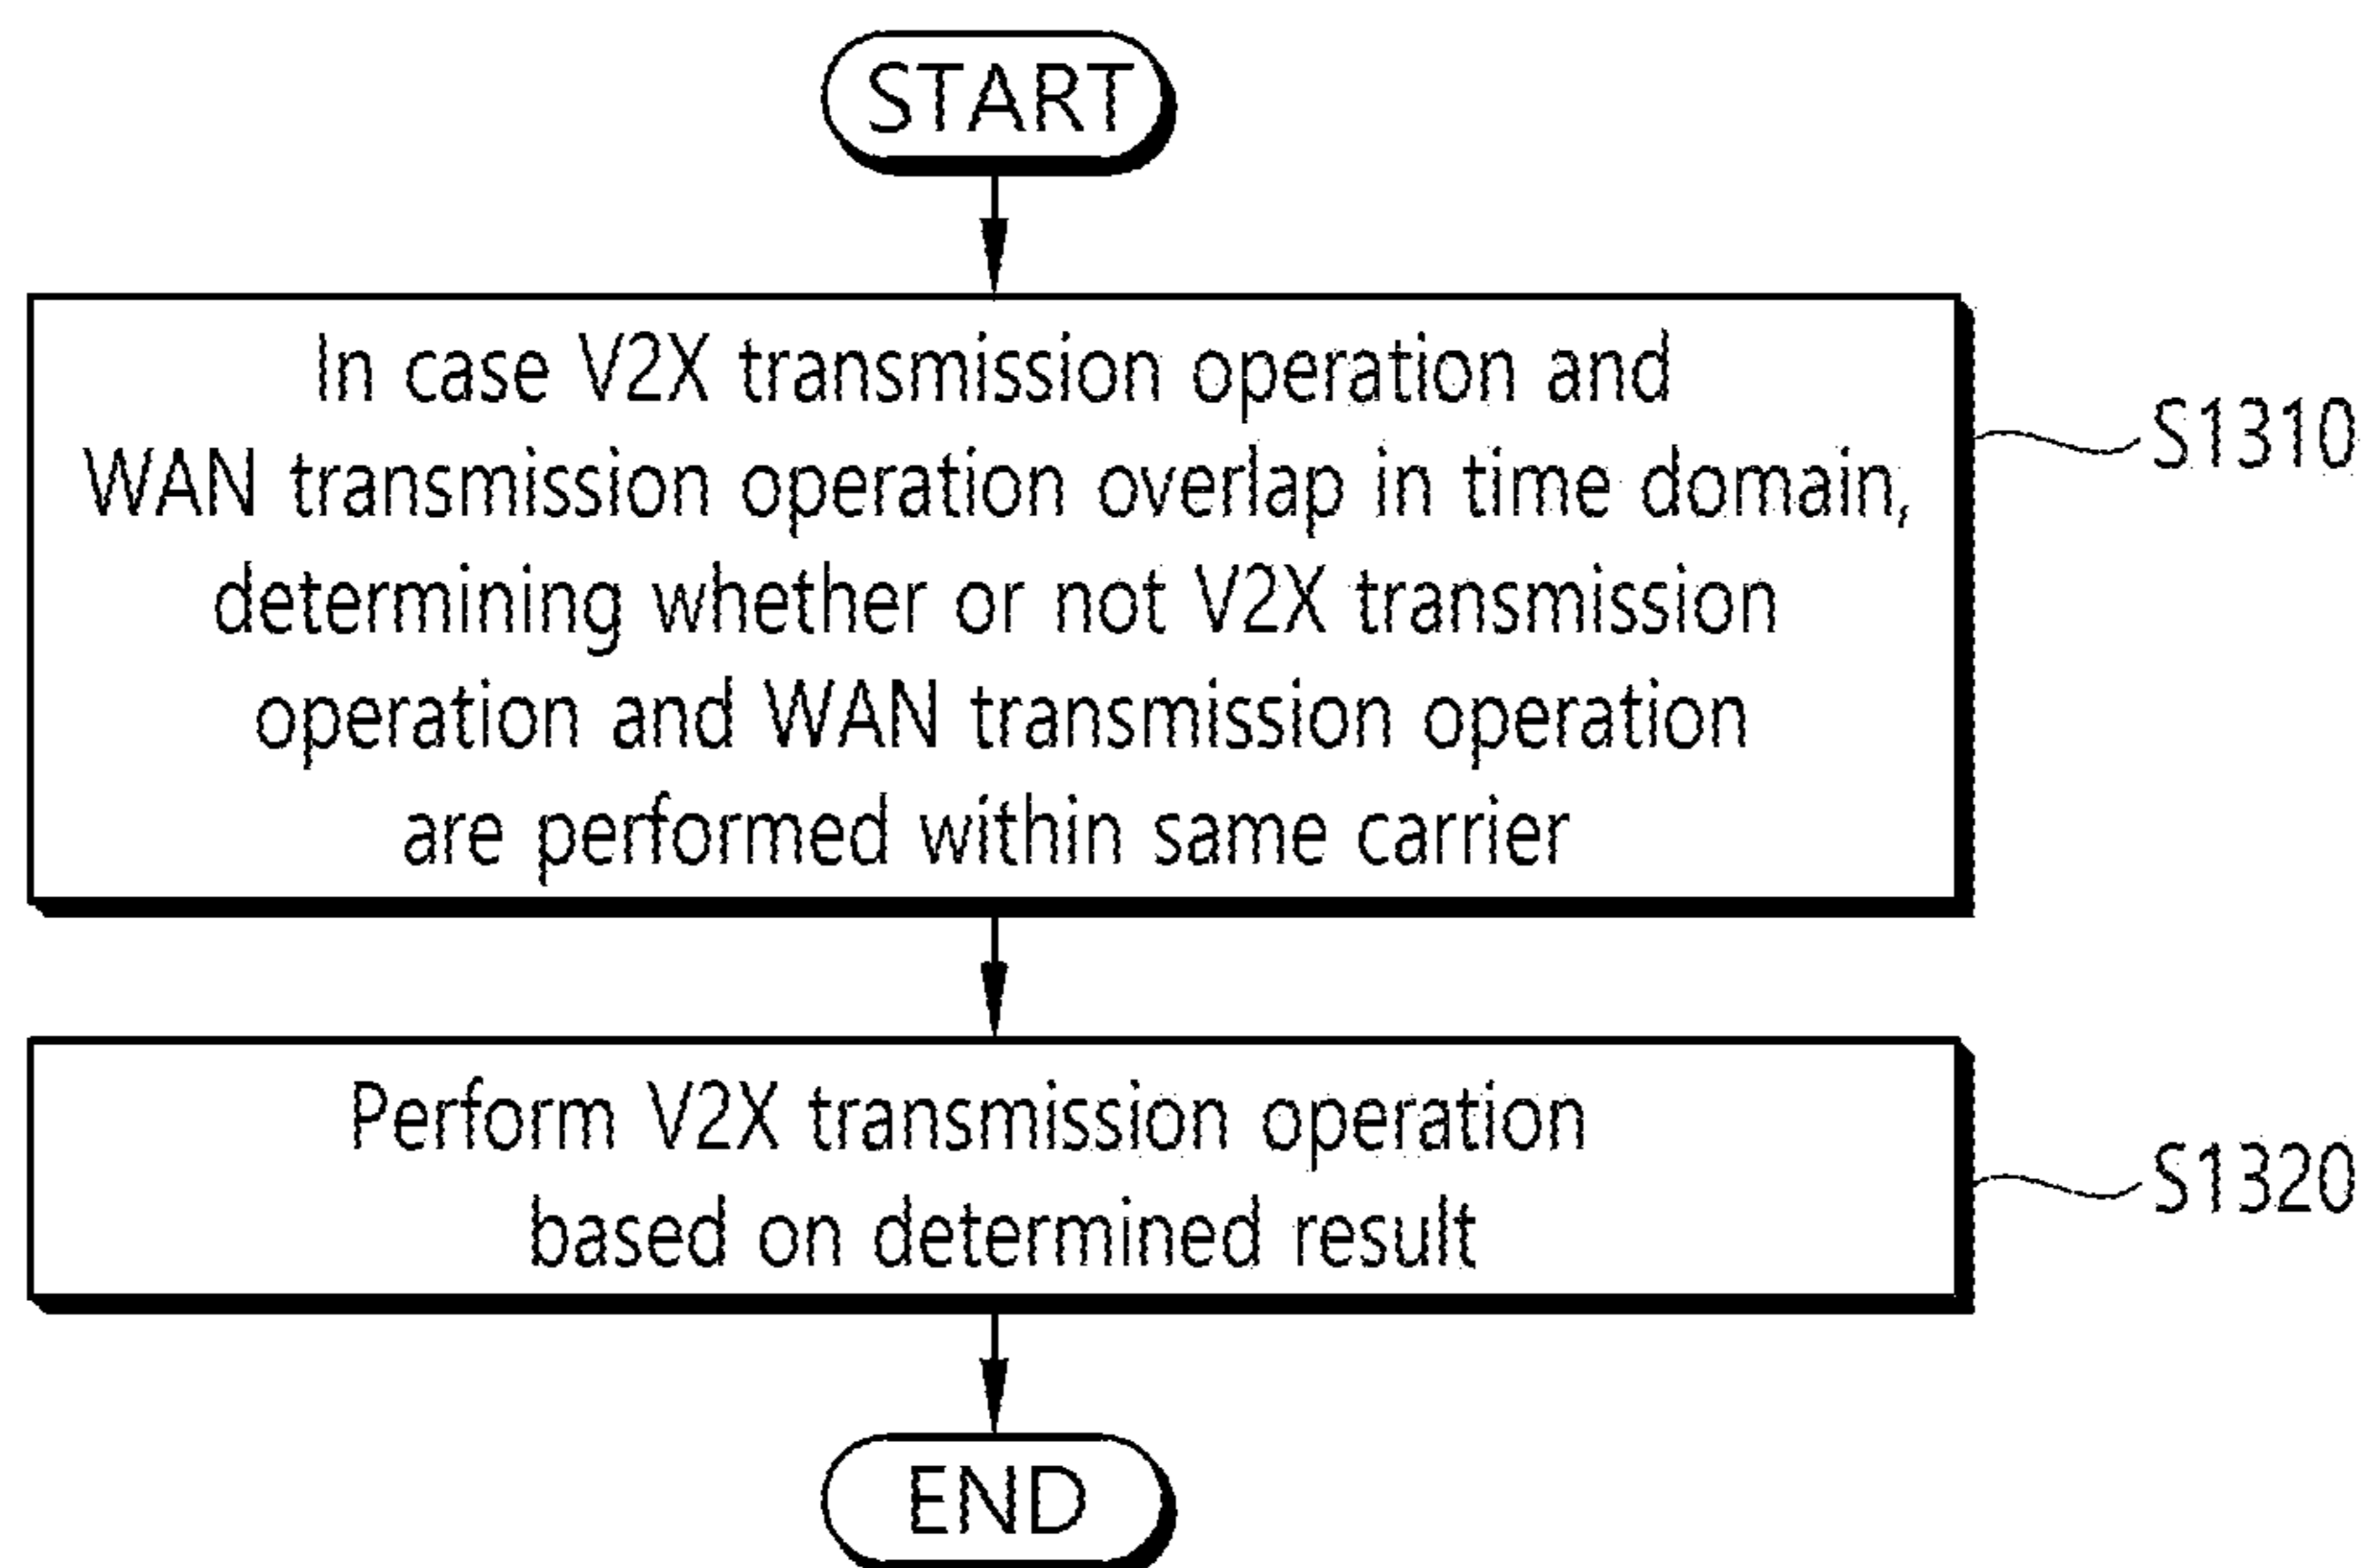 START
In case V2X transmission operation and
WAN transmission operation overlap in time domain,
determining whether or not V2X transmission
operation and WAN transmission operation
are performed within same carrier
S1310
Perform V2X transmission operation
based on determined result
S1320
END